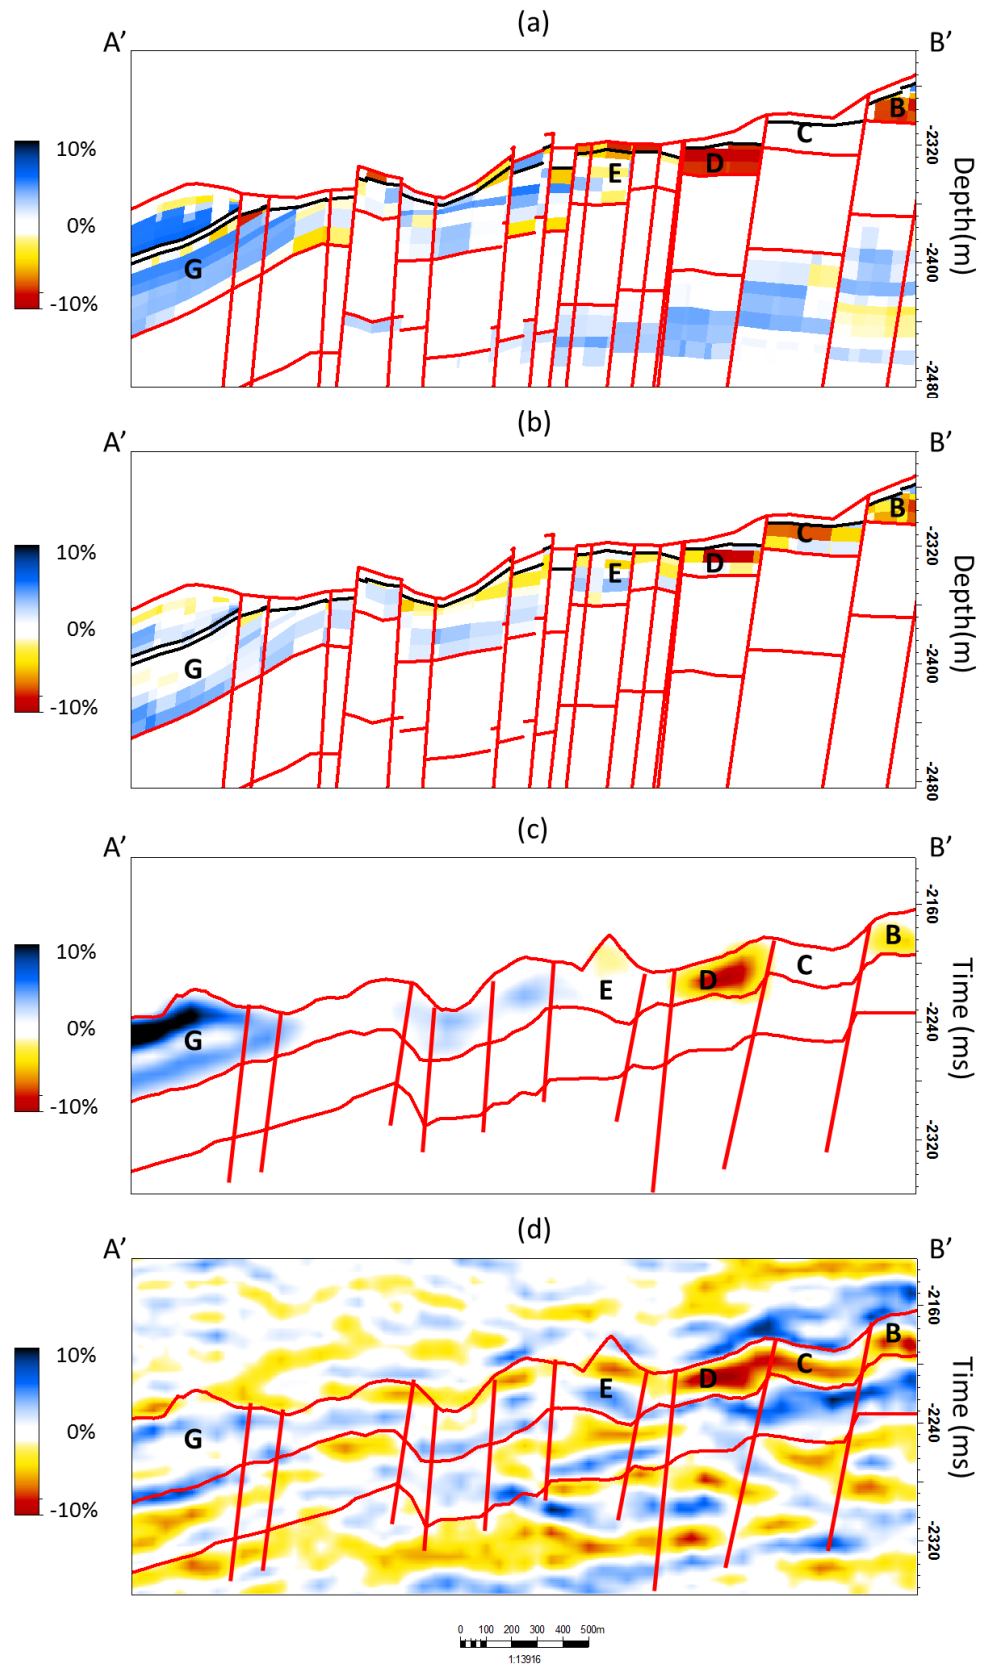 (a)
A’ B’
10%
0%
-10%
B
C
D
E
G
-2320
-2400
-2480
Depth(m)
(b)
A’ B’
10%
0%
-10%
B
C
D
E
G
-2320
-2400
-2480
Depth(m)
(c)
A’ B’
10%
0%
-10%
B
C
D
E
G
-2160
-2240
-2320
Time (ms)
(d)
A’ B’
10%
0%
-10%
B
C
D
E
G
-2160
-2240
-2320
Time (ms)
0 100 200 300 400 500m
1:13916